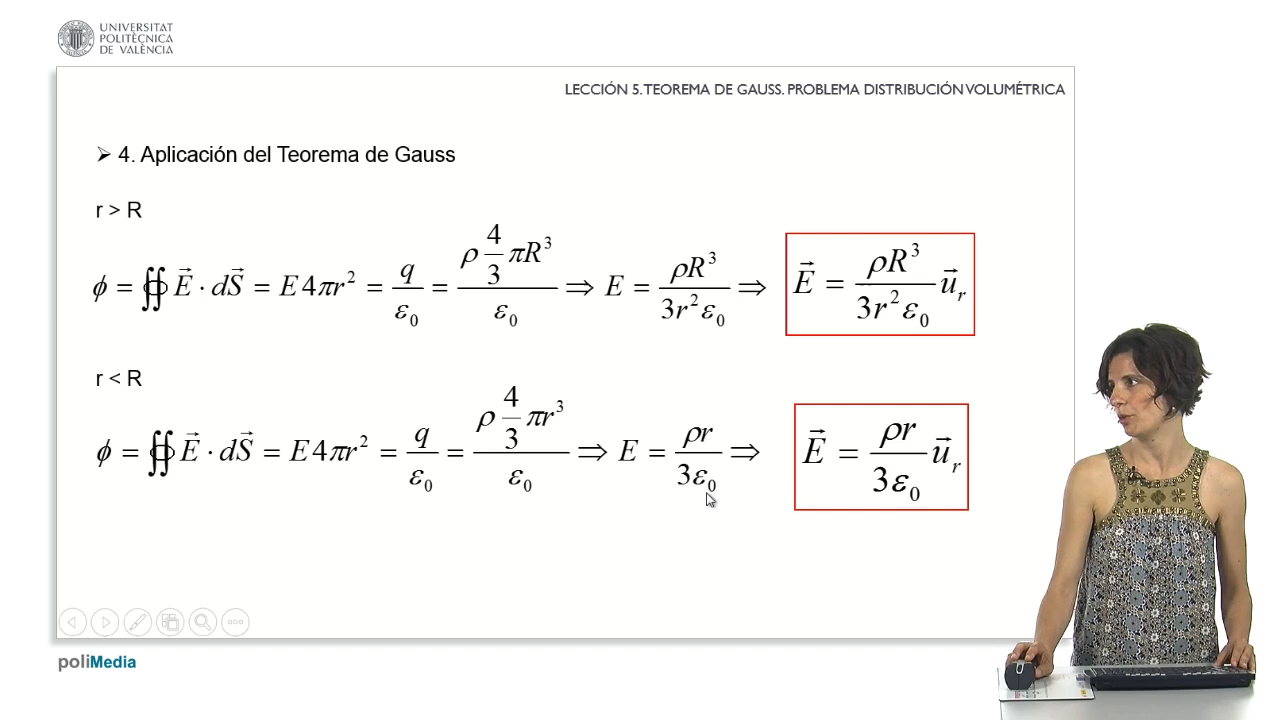 UNIVERSITAT
POLITÈCNICA
DE VALÈNCIA
LECCIÓN 5. TEOREMA DE GAUSS. PROBLEMA DISTRIBUCIÓN VOLUMÉTRICA
➢ 4. Aplicación del Teorema de Gauss
r > R
ϕ = ∯ E⃗ · dS⃗ = E4πr² = q/ε₀ = (ρ 4/3 πR³)/ε₀ ⇒ E = ρR³/3r²ε₀ ⇒ E⃗ = ρR³/3r²ε₀ u⃗ᵣ
r < R
ϕ = ∯ E⃗ · dS⃗ = E4πr² = q/ε₀ = (ρ 4/3 πr³)/ε₀ ⇒ E = ρr/3ε₀ ⇒ E⃗ = ρr/3ε₀ u⃗ᵣ
poliMedia